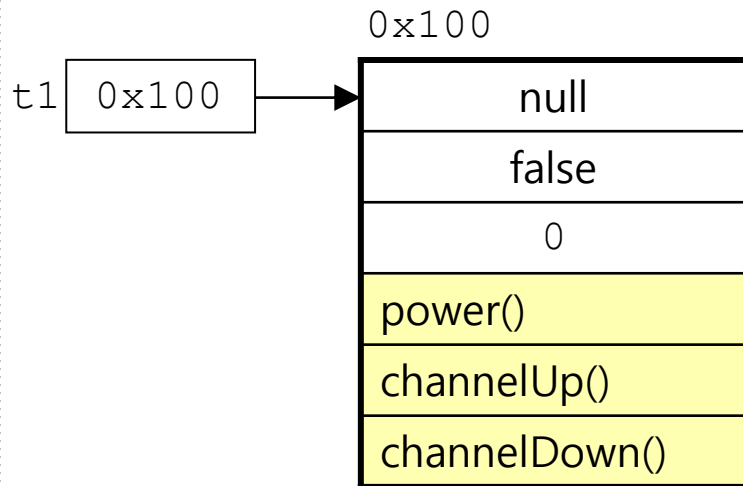 0x100
t1 0x100
null
false
0
power()
channelUp()
channelDown()